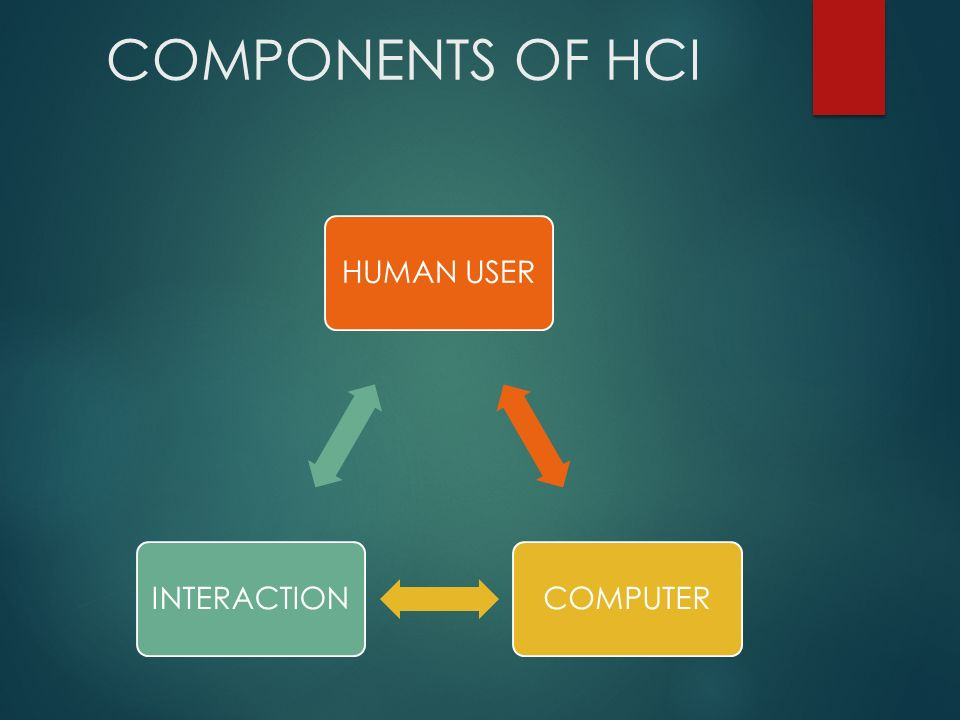 COMPONENTS OF HCI
HUMAN USER
INTERACTION
COMPUTER